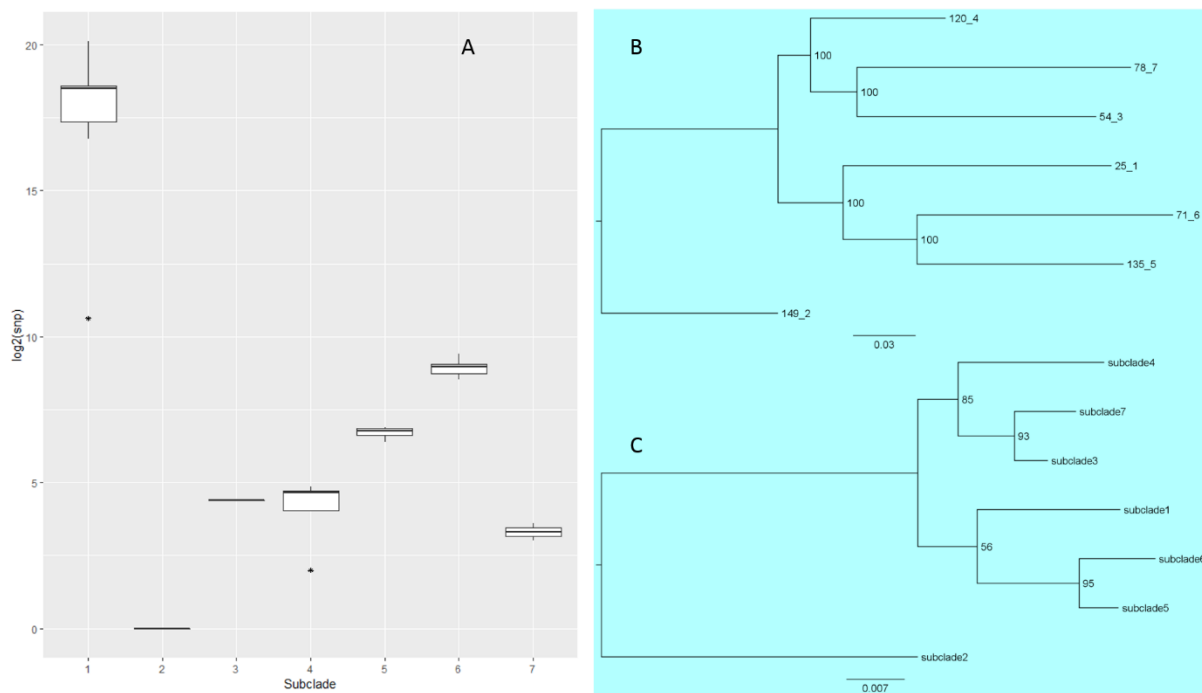 A
20
15
10
5
0
log2(snp)
1 2 3 4 5 6 7
Subclade
B
120_4
100
78_7
100
54_3
25_1
100
71_6
100
135_5
149_2
0.03
C
subclade4
85
subclade7
93
subclade3
subclade1
56
subclade6
95
subclade5
subclade2
0.007